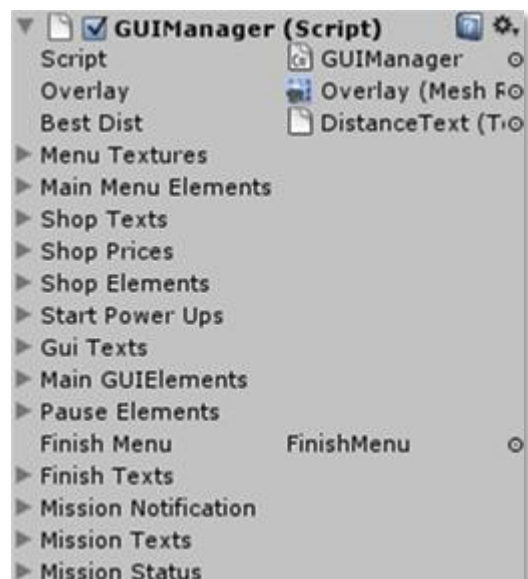 GUIManager (Script)
Script GUIManager
Overlay Overlay (Mesh R
Best Dist DistanceText (T
Menu Textures
Main Menu Elements
Shop Texts
Shop Prices
Shop Elements
Start Power Ups
Gui Texts
Main GUIElements
Pause Elements
Finish Menu FinishMenu
Finish Texts
Mission Notification
Mission Texts
Mission Status